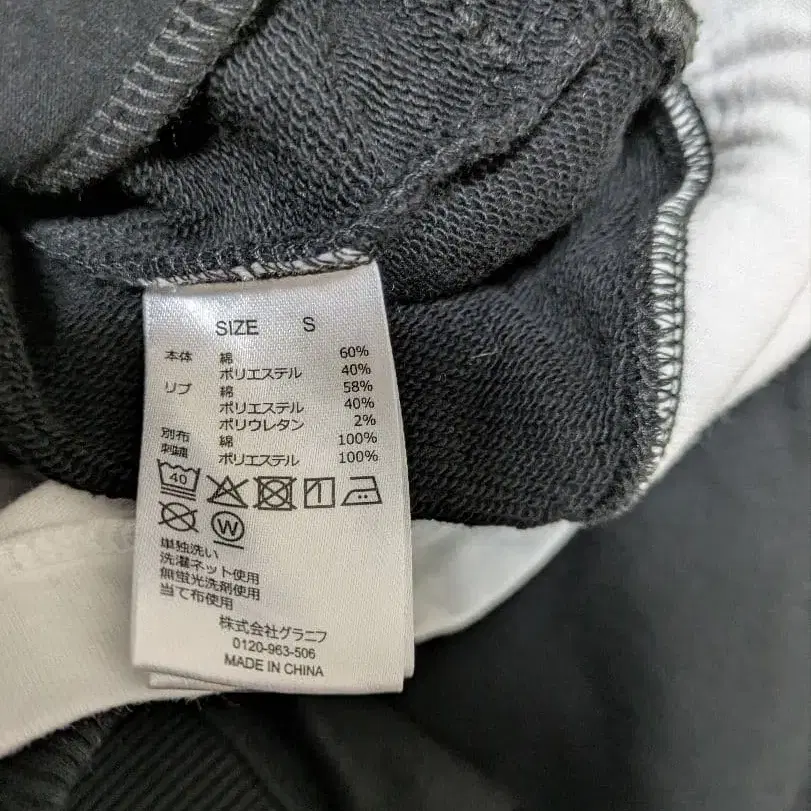 SIZE S
本体 綿 60%
ポリエステル 40%
リブ 綿 58%
ポリエステル 40%
ポリウレタン 2%
別布 綿 100%
刺繍 ポリエステル 100%
40
W
単独洗い
洗濯ネット使用
無蛍光洗剤使用
当て布使用
株式会社グラニフ
0120-963-506
MADE IN CHINA